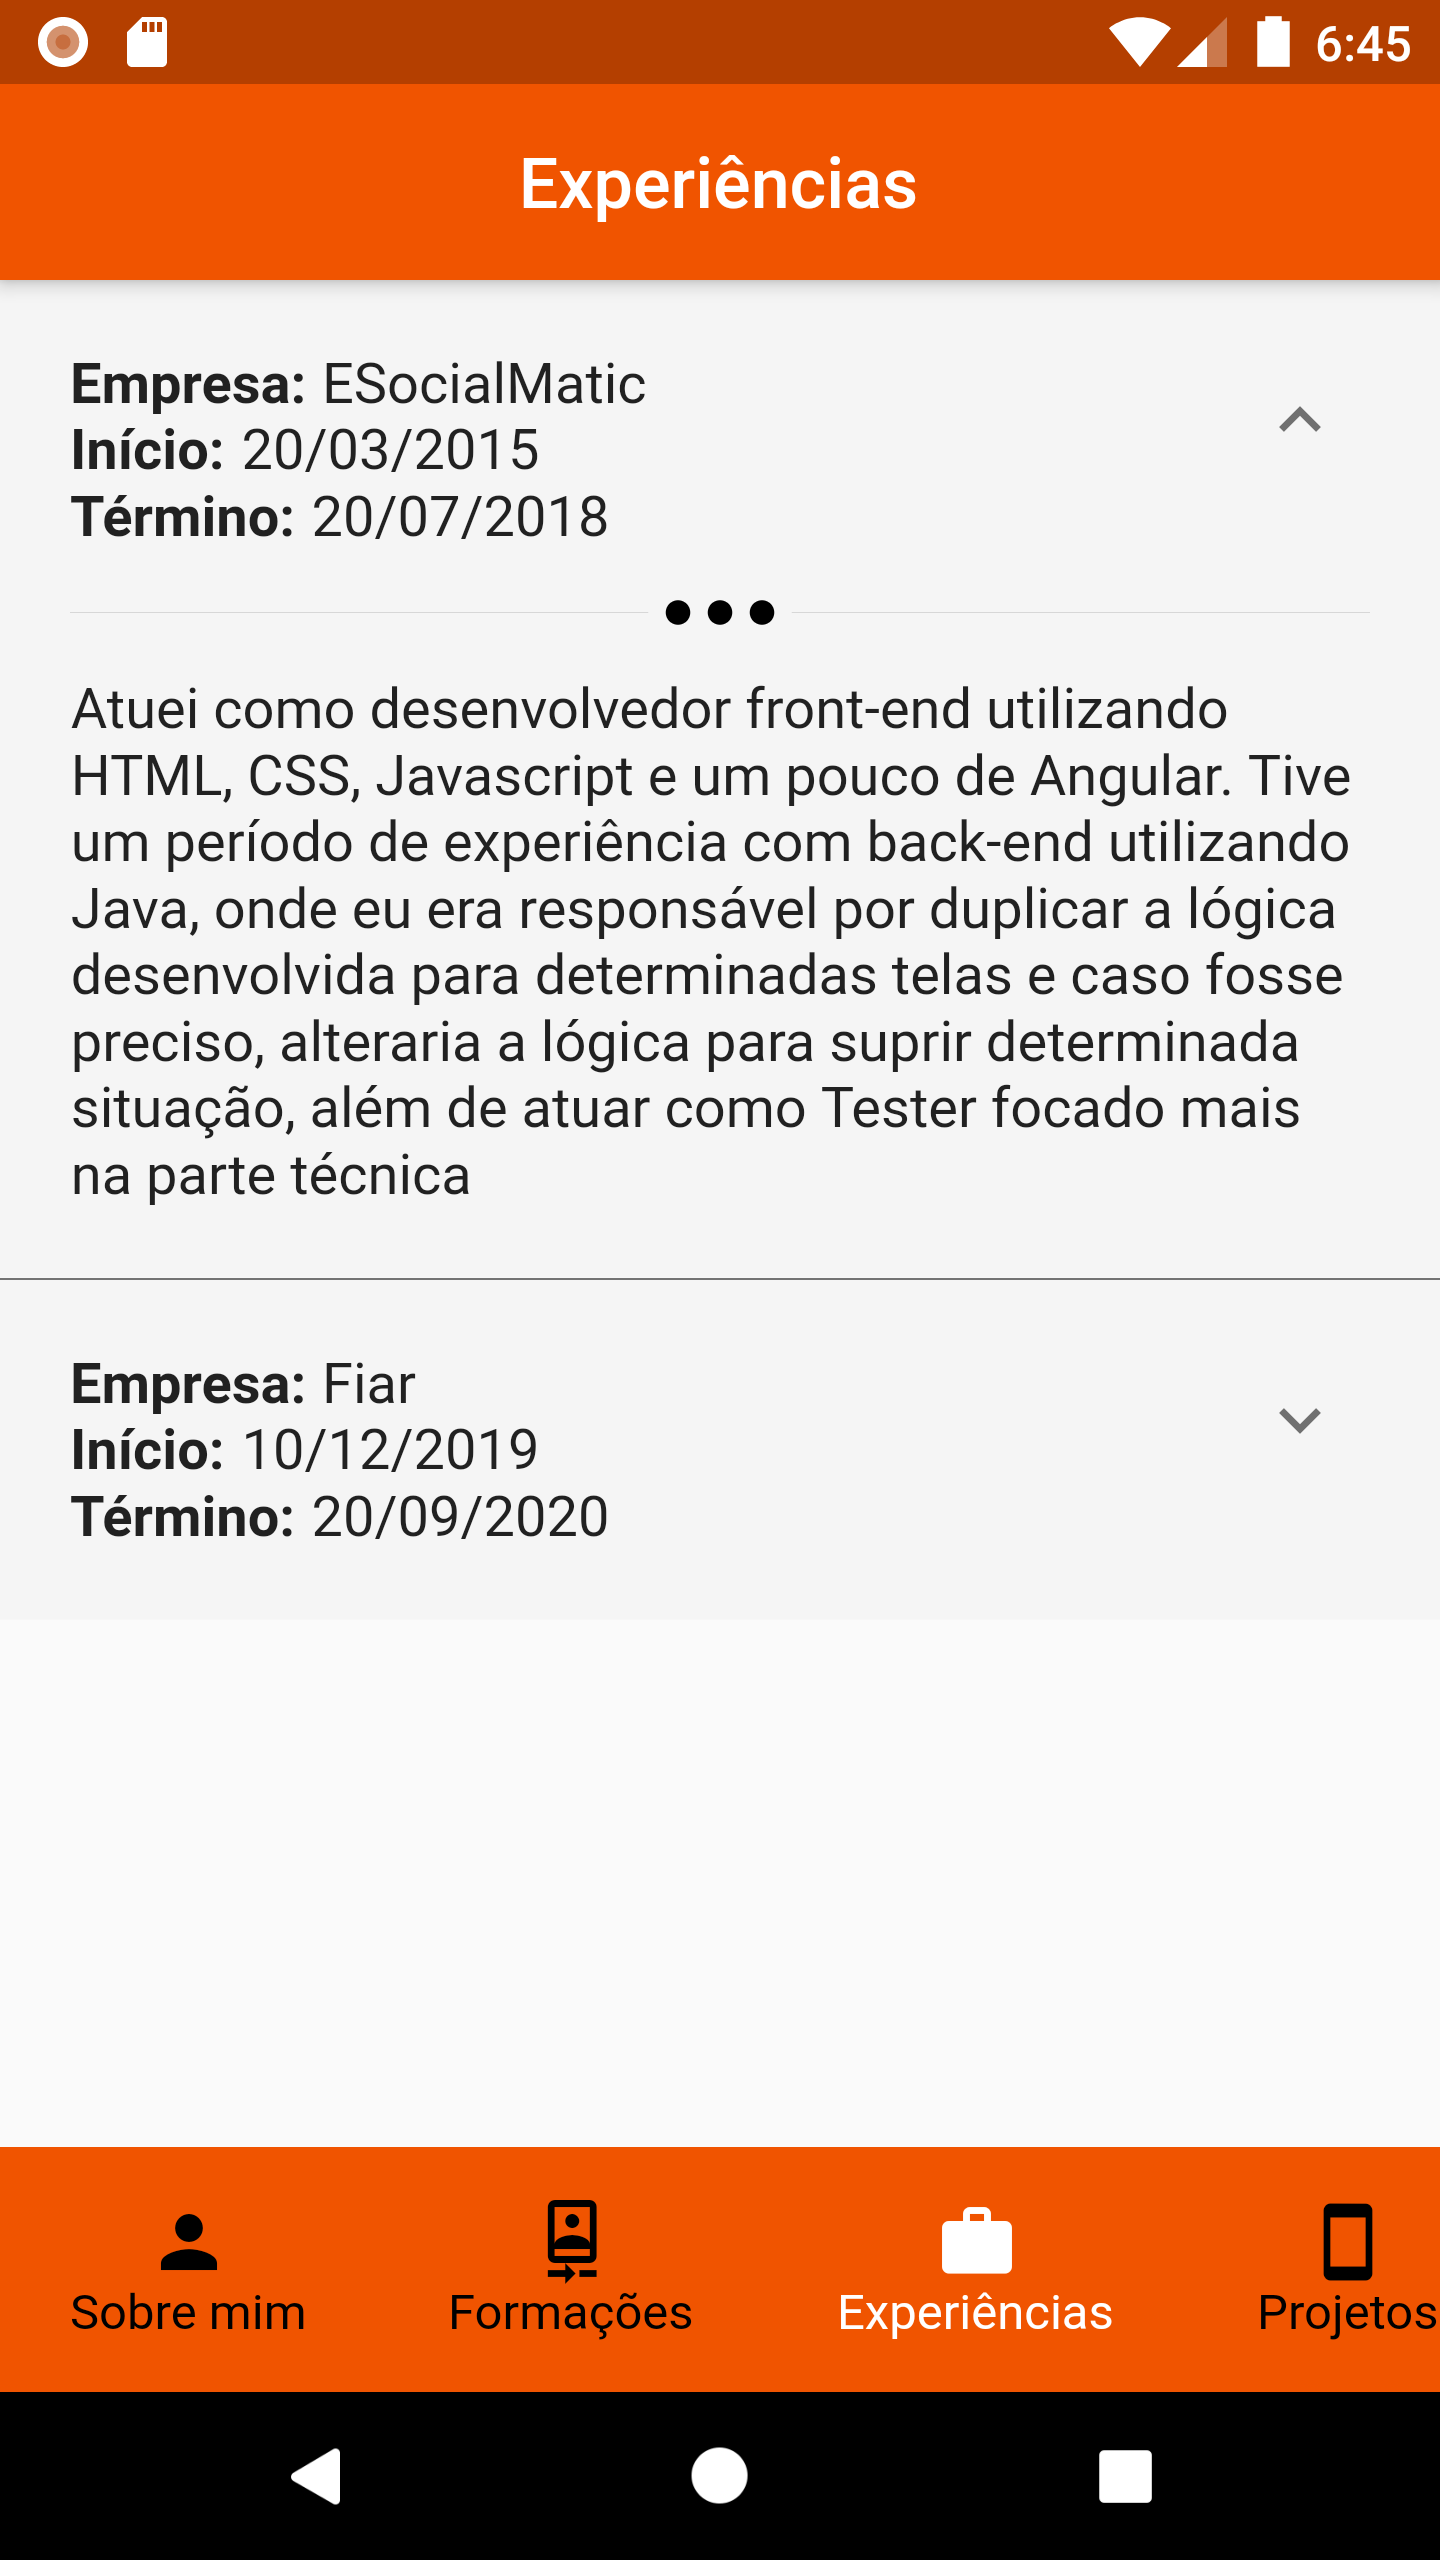 6:45
Experiências
Empresa: ESocialMatic
Início: 20/03/2015
Término: 20/07/2018
Atuei como desenvolvedor front-end utilizando
HTML, CSS, Javascript e um pouco de Angular. Tive
um período de experiência com back-end utilizando
Java, onde eu era responsável por duplicar a lógica
desenvolvida para determinadas telas e caso fosse
preciso, alteraria a lógica para suprir determinada
situação, além de atuar como Tester focado mais
na parte técnica
Empresa: Fiar
Início: 10/12/2019
Término: 20/09/2020
Sobre mim
Formações
Experiências
Projetos